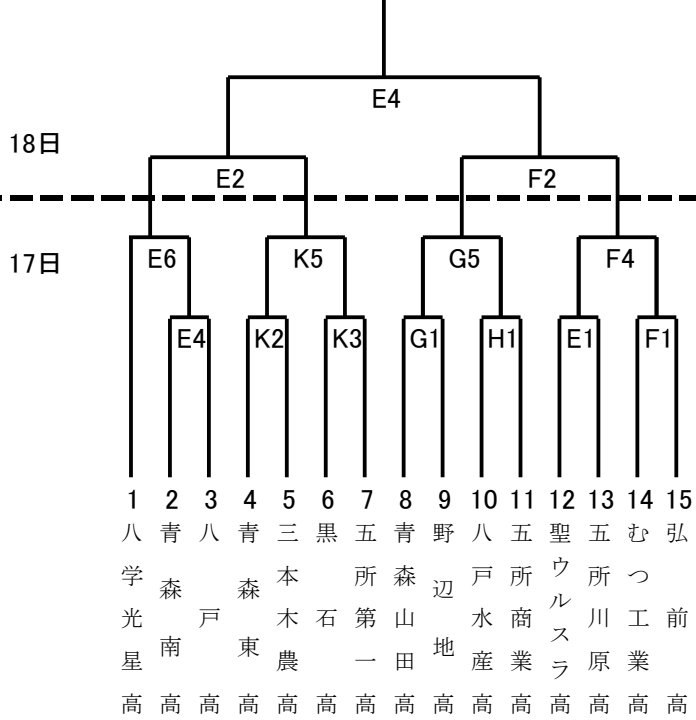 E4
18日
E2
F2
17日
E6
K5
G5
F4
E4
K2
K3
G1
H1
E1
F1
1
2
3
4
5
6
7
8
9
10
11
12
13
14
15
八学光星高
青森南高
八戸高
青森東高
三本木農高
黒石高
五所第一高
青森山田高
野辺地高
八戸水産高
五所商業高
聖ウルスラ高
五所川原高
むつ工業高
弘前高